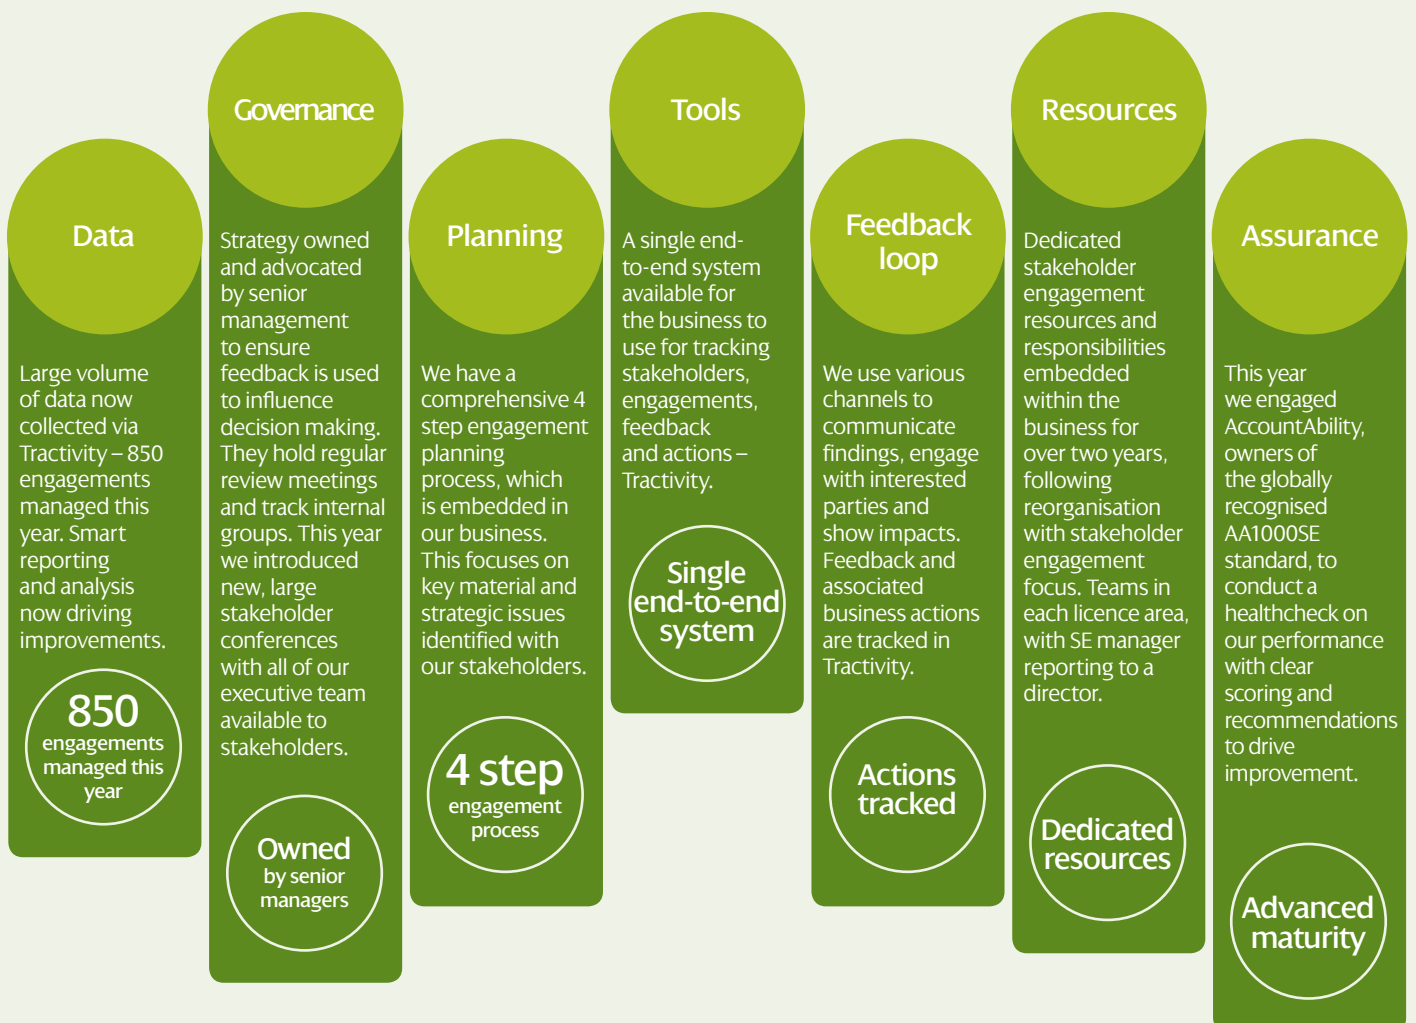 Data
Large volume
of data now
collected via
Tractivity – 850
engagements
managed this
year. Smart
reporting
and analysis
now driving
improvements.
850
engagements
managed this
year
Governance
Strategy owned
and advocated
by senior
management
to ensure
feedback is used
to influence
decision making.
They hold regular
review meetings
and track internal
groups. This year
we introduced
new, large
stakeholder
conferences
with all of our
executive team
available to
stakeholders.
Owned
by senior
managers
Planning
We have a
comprehensive 4
step engagement
planning
process, which
is embedded in
our business.
This focuses on
key material and
strategic issues
identified with
our stakeholders.
4 step
engagement
process
Tools
A single end-
to-end system
available for
the business to
use for tracking
stakeholders,
engagements,
feedback
and actions –
Tractivity.
Single
end-to-end
system
Feedback
loop
We use various
channels to
communicate
findings, engage
with interested
parties and
show impacts.
Feedback and
associated
business actions
are tracked in
Tractivity.
Actions
tracked
Resources
Dedicated
stakeholder
engagement
resources and
responsibilities
embedded
within the
business for
over two years,
following
reorganisation
with stakeholder
engagement
focus. Teams in
each licence area,
with SE manager
reporting to a
director.
Dedicated
resources
Assurance
This year
we engaged
AccountAbility,
owners of
the globally
recognised
AA1000SE
standard, to
conduct a
healthcheck on
our performance
with clear
scoring and
recommendations
to drive
improvement.
Advanced
maturity